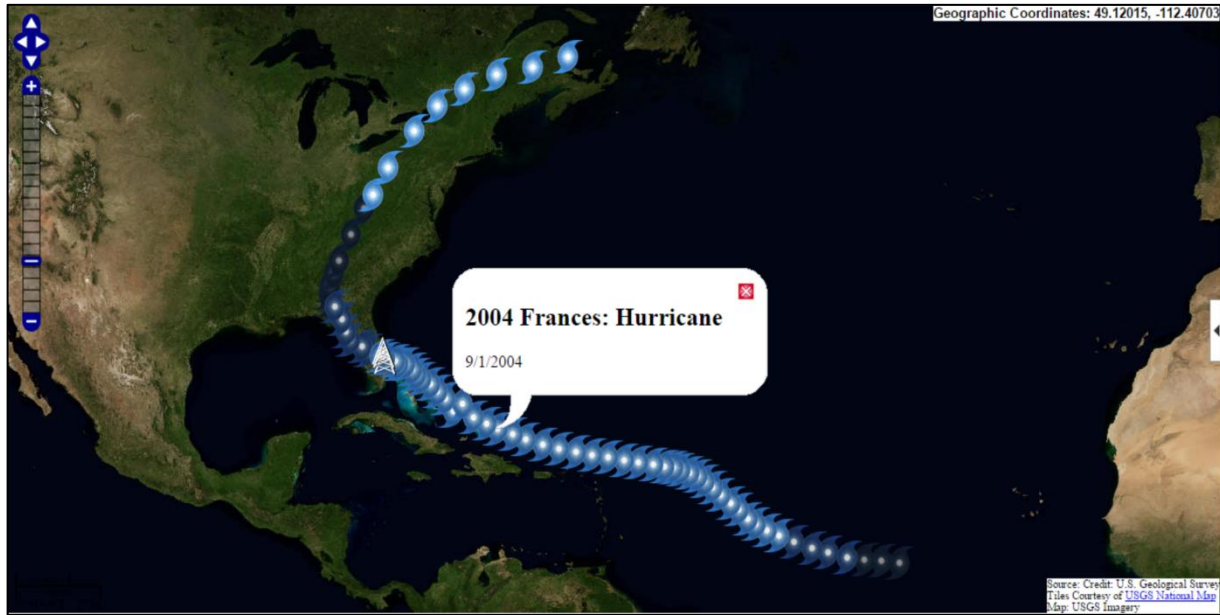 Geographic Coordinates: 49.12015, -112.40703
2004 Frances: Hurricane
9/1/2004
Source: Credit: U.S. Geological Survey
Tiles Courtesy of USGS National Map
Map: USGS Imagery